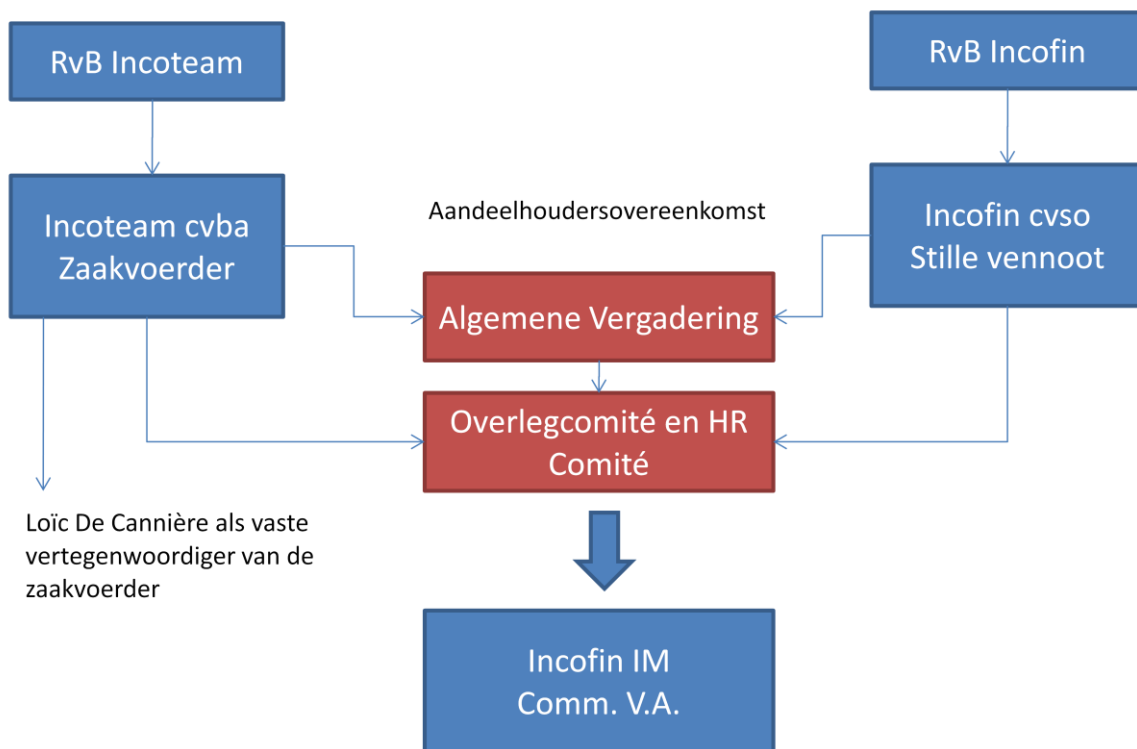 RvB Incoteam
RvB Incofin
Incoteam cvba
Zaakvoerder
Aandeelhoudersovereenkomst
Incofin cvso
Stille vennoot
Algemene Vergadering
Overlegcomité en HR
Comité
Loïc De Cannière als vaste
vertegenwoordiger van de
zaakvoerder
Incofin IM
Comm. V.A.